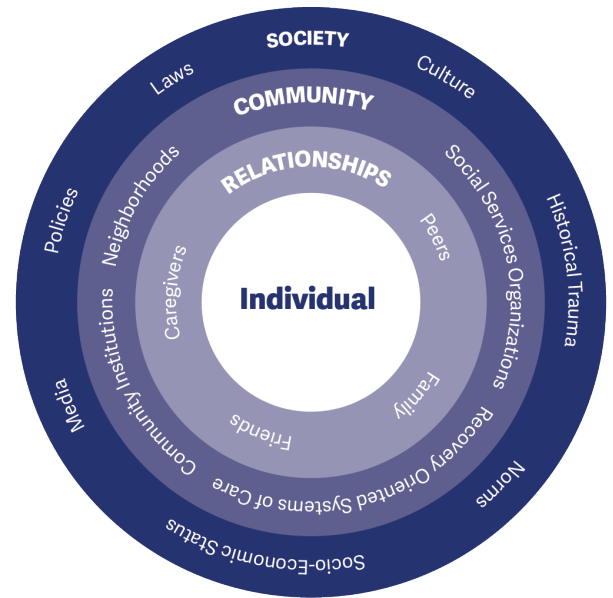 SOCIETY
Culture
Historical Trauma
Norms
Socio-Economic Status
Media
Policies
Laws
COMMUNITY
Social Services Organizations
Recovery Oriented Systems of Care
Community Institutions
Neighborhoods
RELATIONSHIPS
Peers
Family
Friends
Caregivers
Individual